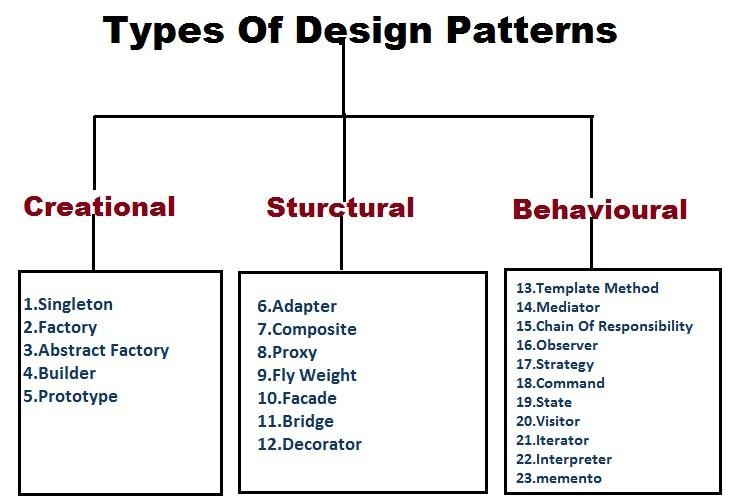 Types Of Design Patterns
Creational
Sturctural
Behavioural
1.Singleton
2.Factory
3.Abstract Factory
4.Builder
5.Prototype
6.Adapter
7.Composite
8.Proxy
9.Fly Weight
10.Facade
11.Bridge
12.Decorator
13.Template Method
14.Mediator
15.Chain Of Responsibility
16.Observer
17.Strategy
18.Command
19.State
20.Visitor
21.Iterator
22.Interpreter
23.memento